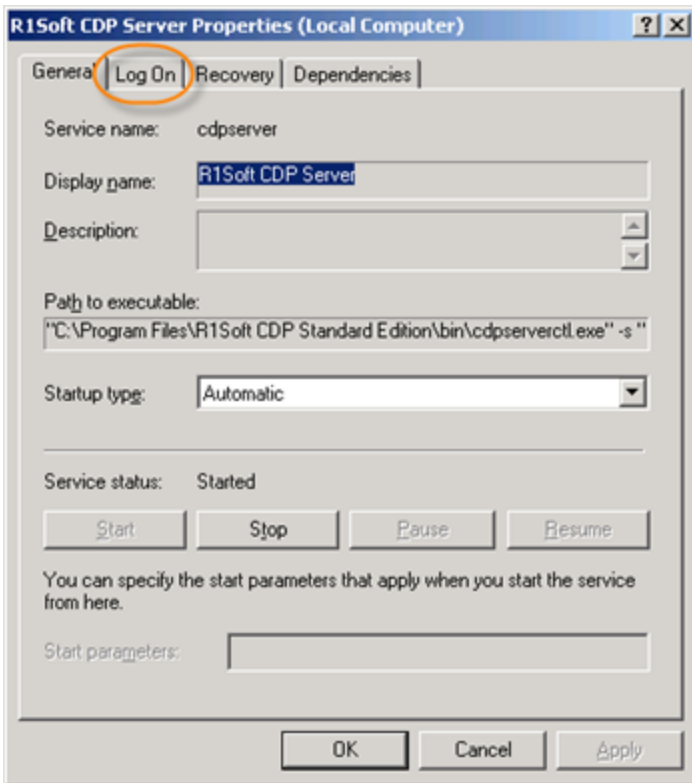 R1Soft CDP Server Properties (Local Computer)
General Log On Recovery Dependencies
Service name: cdpserver
Display name: R1Soft CDP Server
Description:
Path to executable:
"C:\Program Files\R1Soft CDP Standard Edition\bin\cdpserverctl.exe" -s "
Startup type: Automatic
Service status: Started
Start Stop Pause Resume
You can specify the start parameters that apply when you start the service
from here.
Start parameters:
OK Cancel Apply